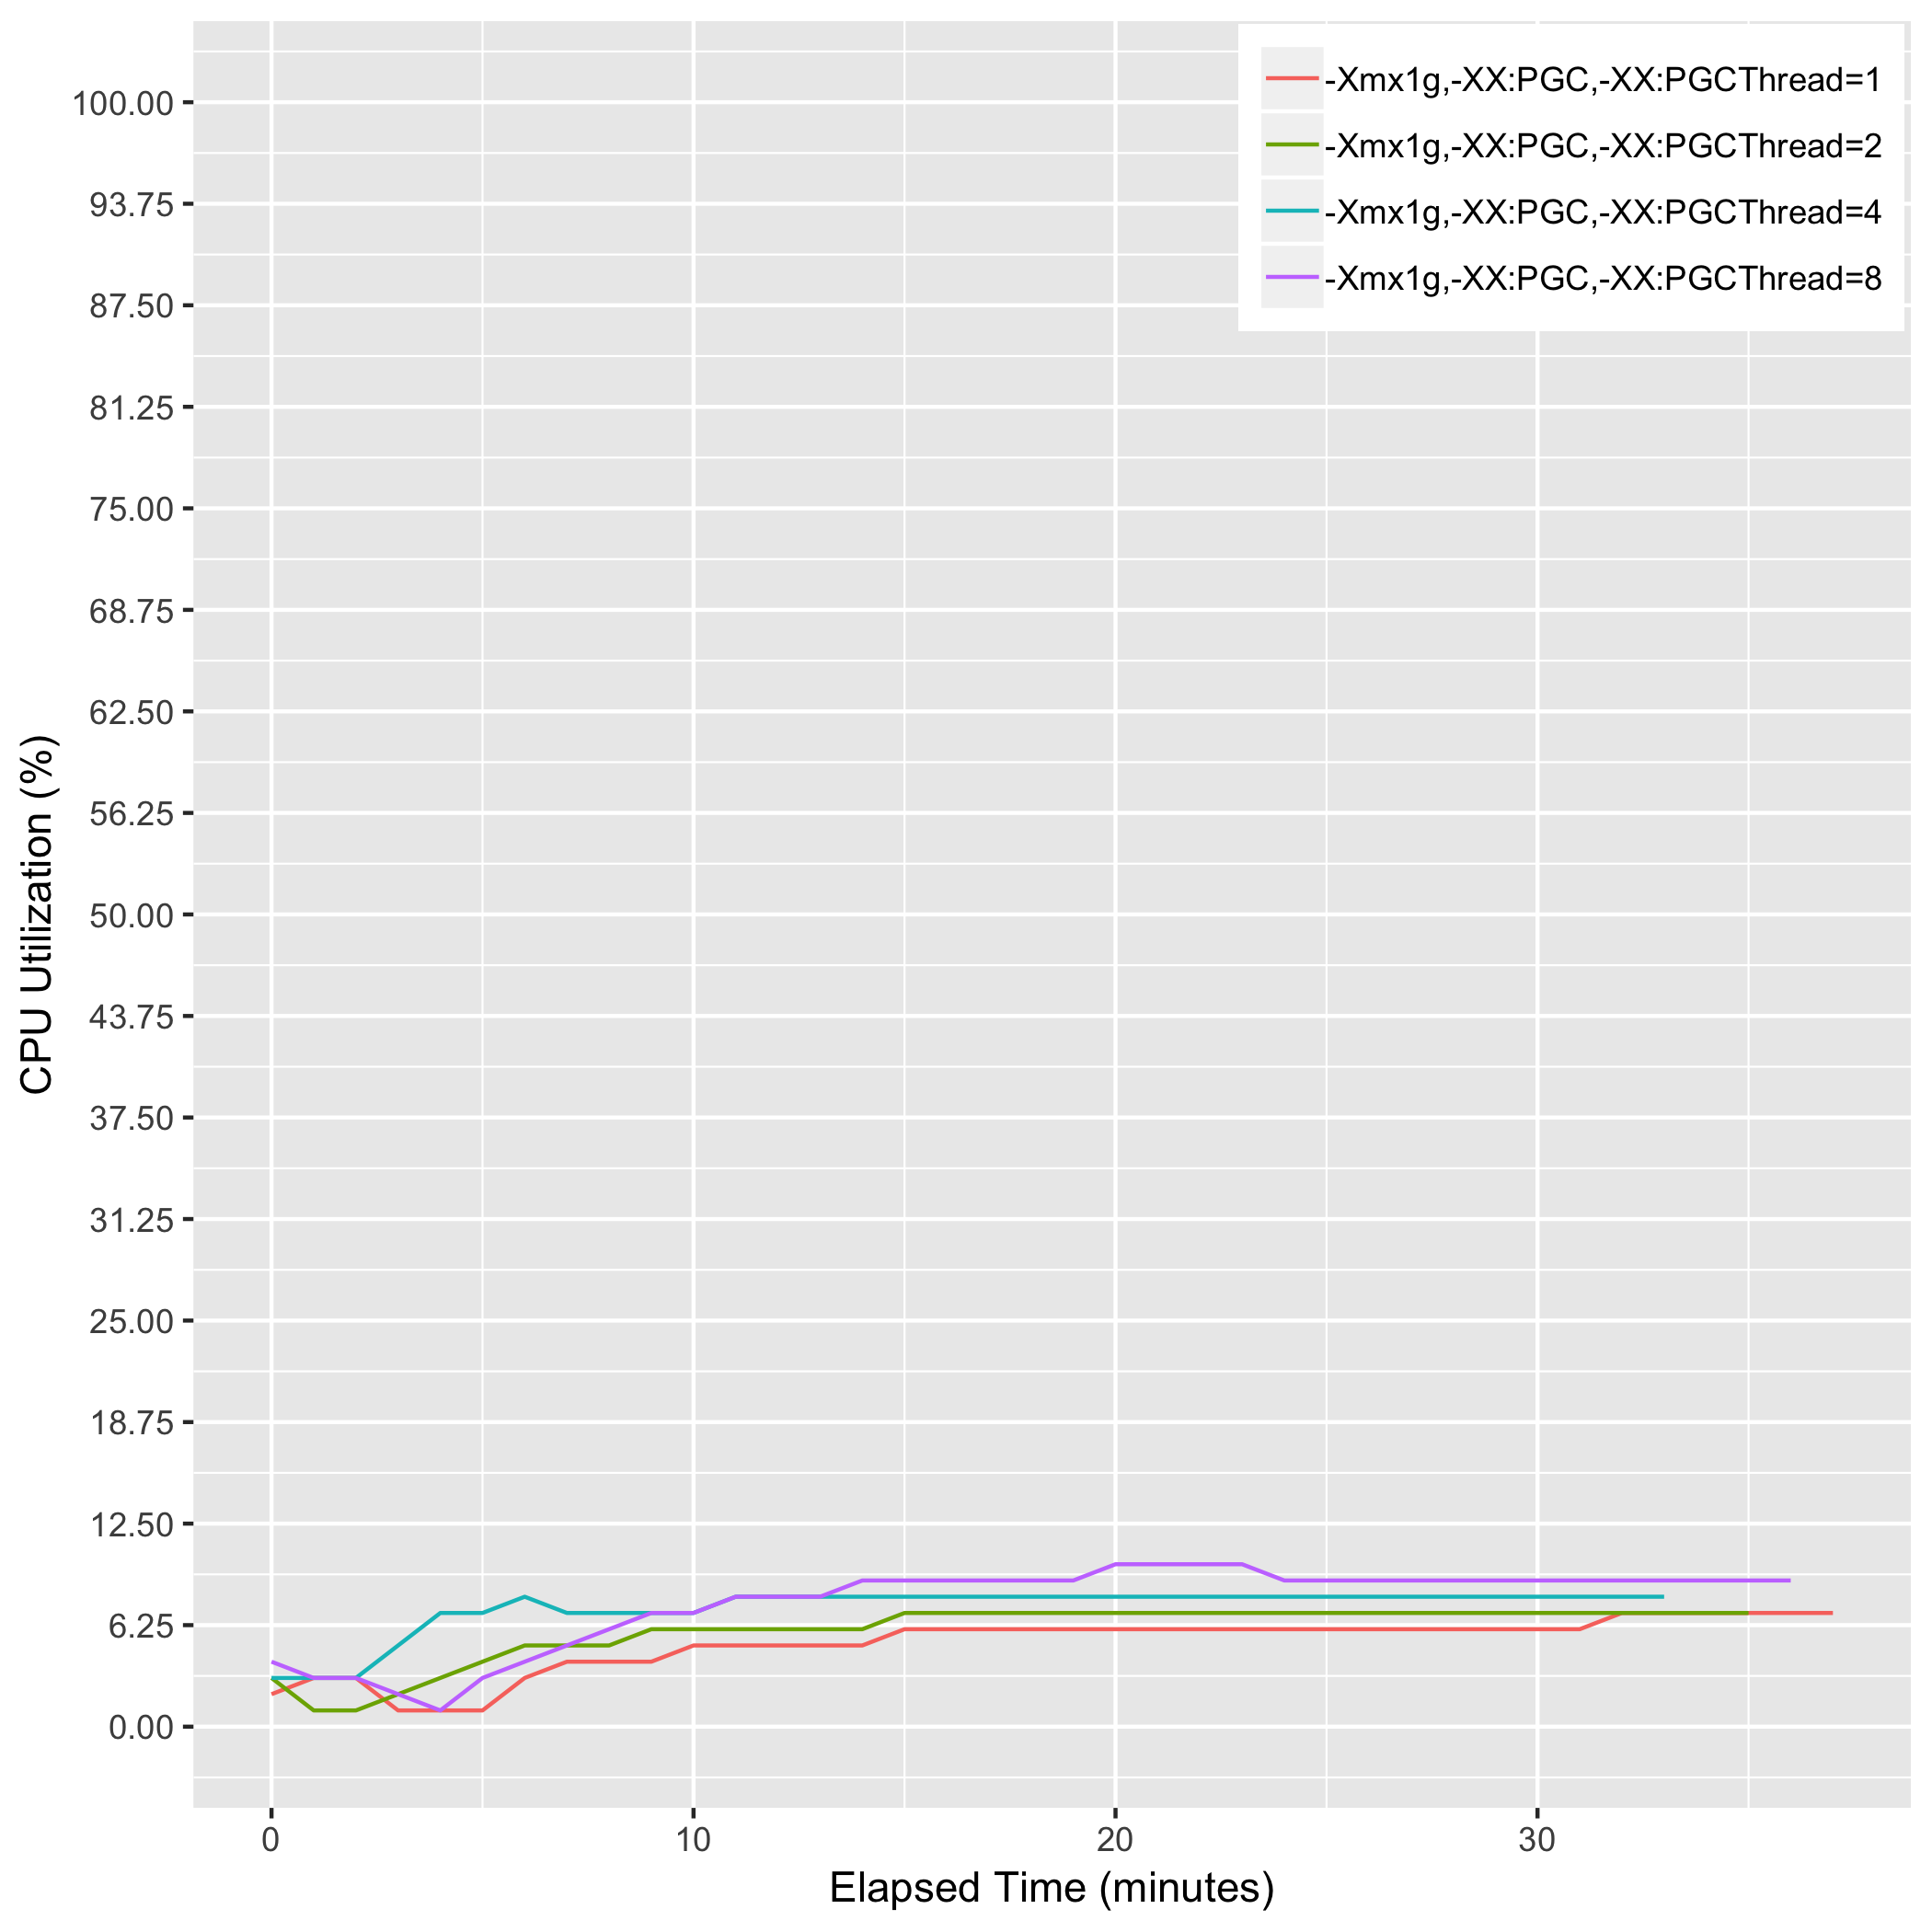 -Xmx1g,-XX:PGC,-XX:PGCThread=1
-Xmx1g,-XX:PGC,-XX:PGCThread=2
-Xmx1g,-XX:PGC,-XX:PGCThread=4
-Xmx1g,-XX:PGC,-XX:PGCThread=8
100.00
93.75
87.50
81.25
75.00
68.75
62.50
56.25
50.00
43.75
37.50
31.25
25.00
18.75
12.50
6.25
0.00
CPU Utilization (%)
0 10 20 30
Elapsed Time (minutes)